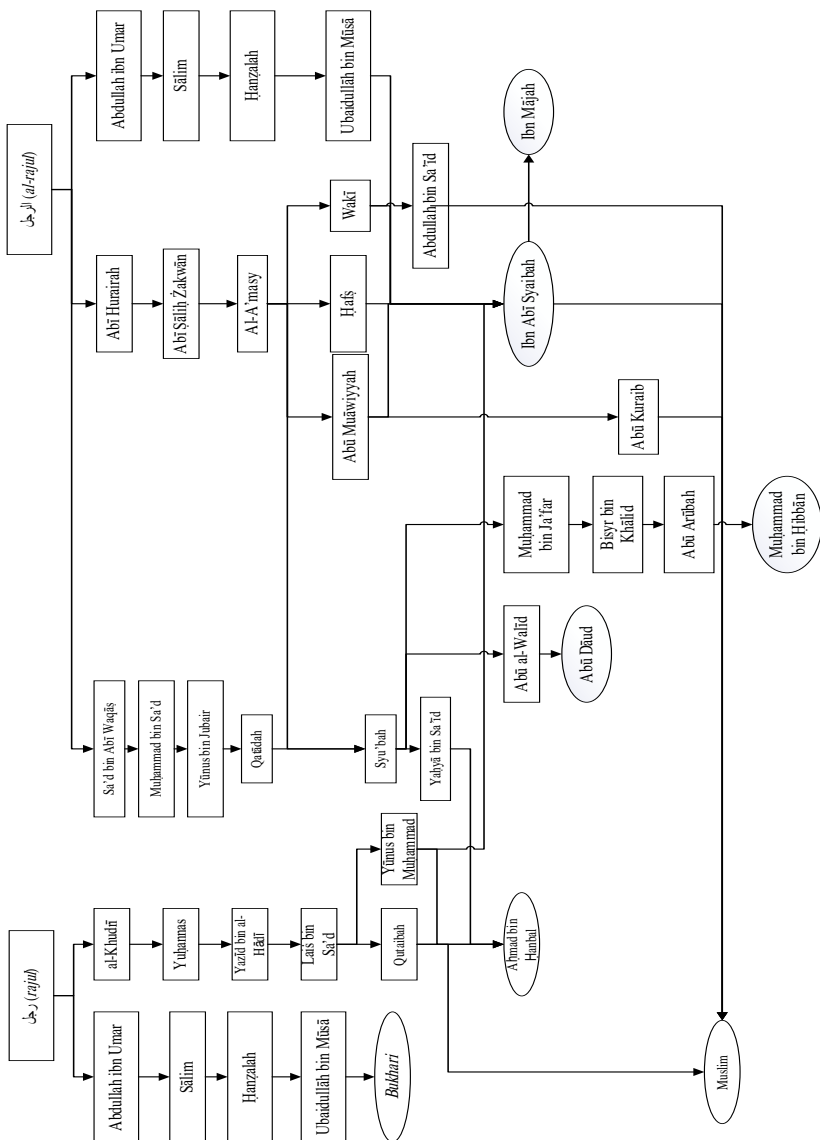 رجل (rajul)
Abdullah ibn Umar
Sālim
Ḥanẓalah
Ubaidullāh bin Mūsā
Bukhari
al-Khudrī
Yuḥannas
Yazīd bin al-
Hādī
Laiṡ bin
Sa'd
Qutaibah
Yūnus bin
Muḥammad
Aḥmad bin
Ḥanbal
Muslim
الرجل (al-rajul)
Sa'd bin Abī Waqāṣ
Muḥammad bin Sa'd
Yūnus bin Jubair
Qatādah
Syu'bah
Yaḥyā bin Sa'īd
Abū al-Walīd
Abū Dāud
Muḥammad
bin Ja'far
Bisyr bin
Khālid
Abū Arūbah
Muḥammad
bin Ḥibbān
Abī Hurairah
Abī Ṣāliḥ Żakwān
Al-A'masy
Abū Muāwiyyah
Ḥafṣ
Wakī
Abū Kuraib
Abdullah bin Sa'īd
Ibn Abī Syaibah
Ibn Mājah
Abdullah ibn Umar
Sālim
Ḥanẓalah
Ubaidullāh bin Mūsā